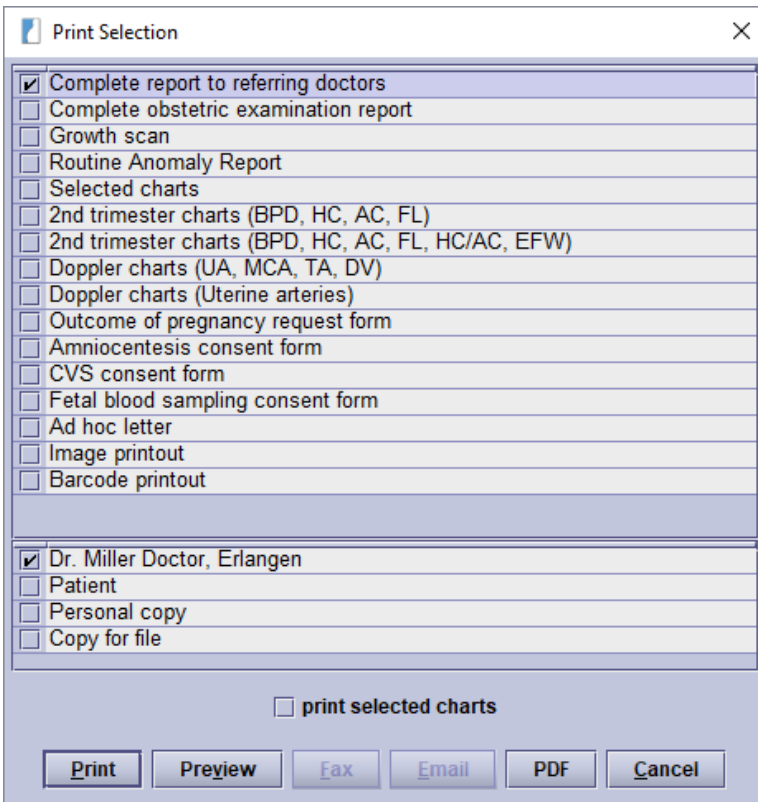 Print Selection
Complete report to referring doctors
Complete obstetric examination report
Growth scan
Routine Anomaly Report
Selected charts
2nd trimester charts (BPD, HC, AC, FL)
2nd trimester charts (BPD, HC, AC, FL, HC/AC, EFW)
Doppler charts (UA, MCA, TA, DV)
Doppler charts (Uterine arteries)
Outcome of pregnancy request form
Amniocentesis consent form
CVS consent form
Fetal blood sampling consent form
Ad hoc letter
Image printout
Barcode printout
Dr. Miller Doctor, Erlangen
Patient
Personal copy
Copy for file
print selected charts
Print Preview Fax Email PDF Cancel